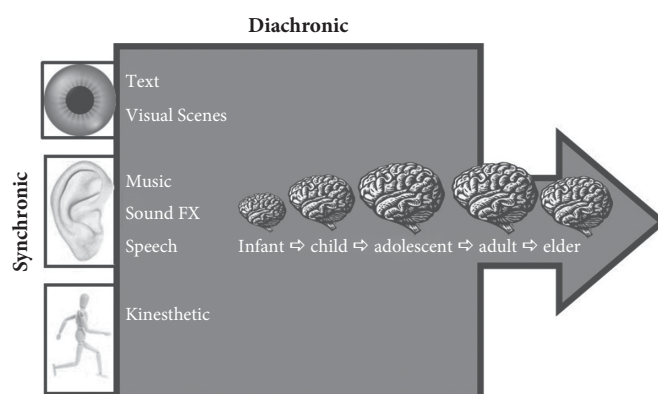 Diachronic
Synchronic
Text
Visual Scenes
Music
Sound FX
Speech
Infant ⇨ child ⇨ adolescent ⇨ adult ⇨ elder
Kinesthetic